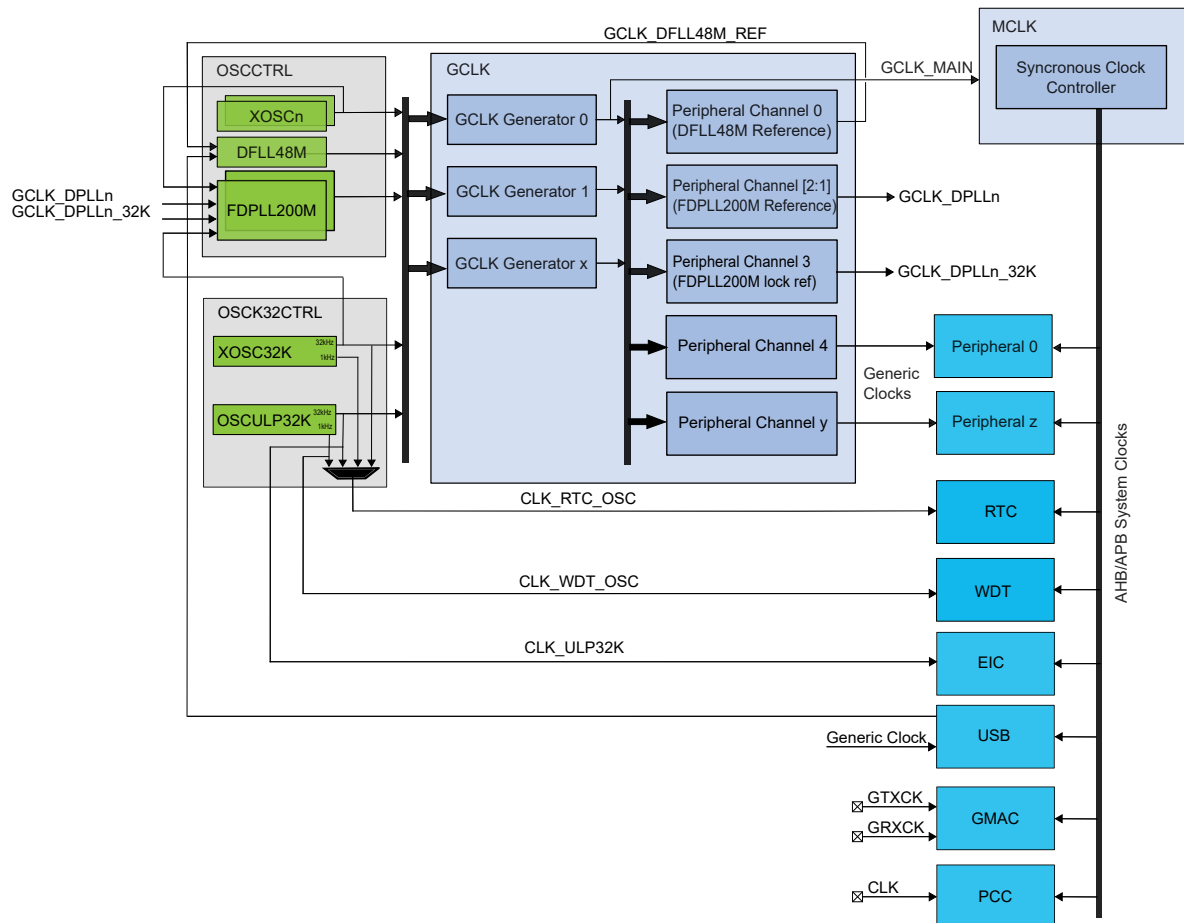 GCLK_DFLL48M_REF
MCLK
OSCCTRL
GCLK
GCLK_MAIN
Syncronous Clock
Controller
XOSCn
GCLK Generator 0
Peripheral Channel 0
(DFLL48M Reference)
DFLL48M
GCLK_DPLLn
GCLK_DPLLn_32K
FDPLL200M
GCLK Generator 1
Peripheral Channel [2:1]
(FDPLL200M Reference)
GCLK_DPLLn
GCLK Generator x
Peripheral Channel 3
(FDPLL200M lock ref)
GCLK_DPLLn_32K
OSCK32CTRL
XOSC32K
32kHz
1kHz
Peripheral Channel 4
Generic
Clocks
Peripheral 0
OSCULP32K
32kHz
1kHz
Peripheral Channel y
Peripheral z
AHB/APB System Clocks
CLK_RTC_OSC
RTC
CLK_WDT_OSC
WDT
CLK_ULP32K
EIC
Generic Clock
USB
GTXCK
GRXCK
GMAC
CLK
PCC